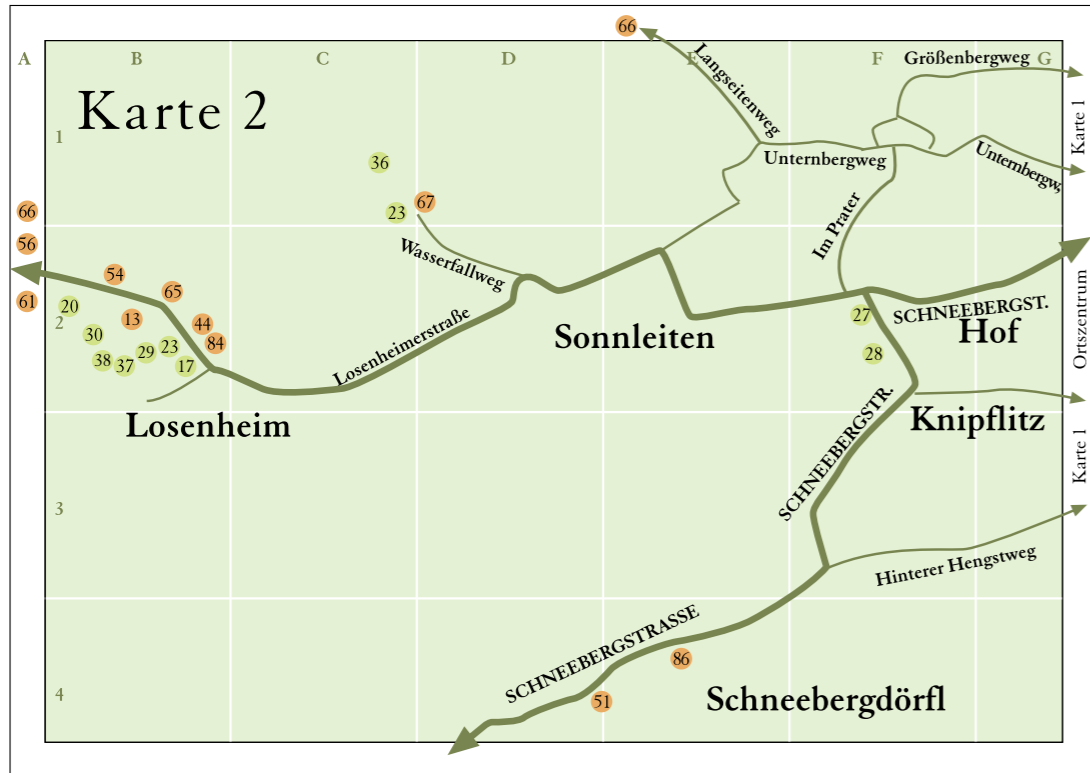 66
A B C D E F G
Langseitenweg
Größenbergweg
Karte 2
1
Karte 1
36
Unternbergweg
Unternbergw,
23
67
66
Im Prater
56
Wasserfallweg
54
65
61
20
13
44
27
SCHNEEBERGST.
2
30
84
Losenheimerstraße
Sonnleiten
Hof
Ortszentrum
38
37
29
23
17
28
Losenheim
SCHNEEBERGSTR.
Knipflitz
Karte 1
3
Hinterer Hengstweg
SCHNEEBERGSTRASSE
86
4
51
Schneebergdörfl